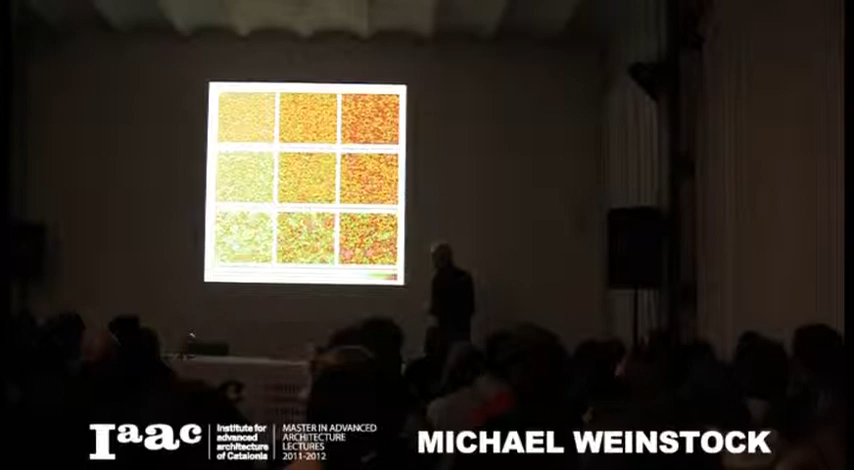 Iaac
Institute for
advanced
architecture
of Catalonia
MASTER IN ADVANCED
ARCHITECTURE
LECTURES
2011-2012
MICHAEL WEINSTOCK